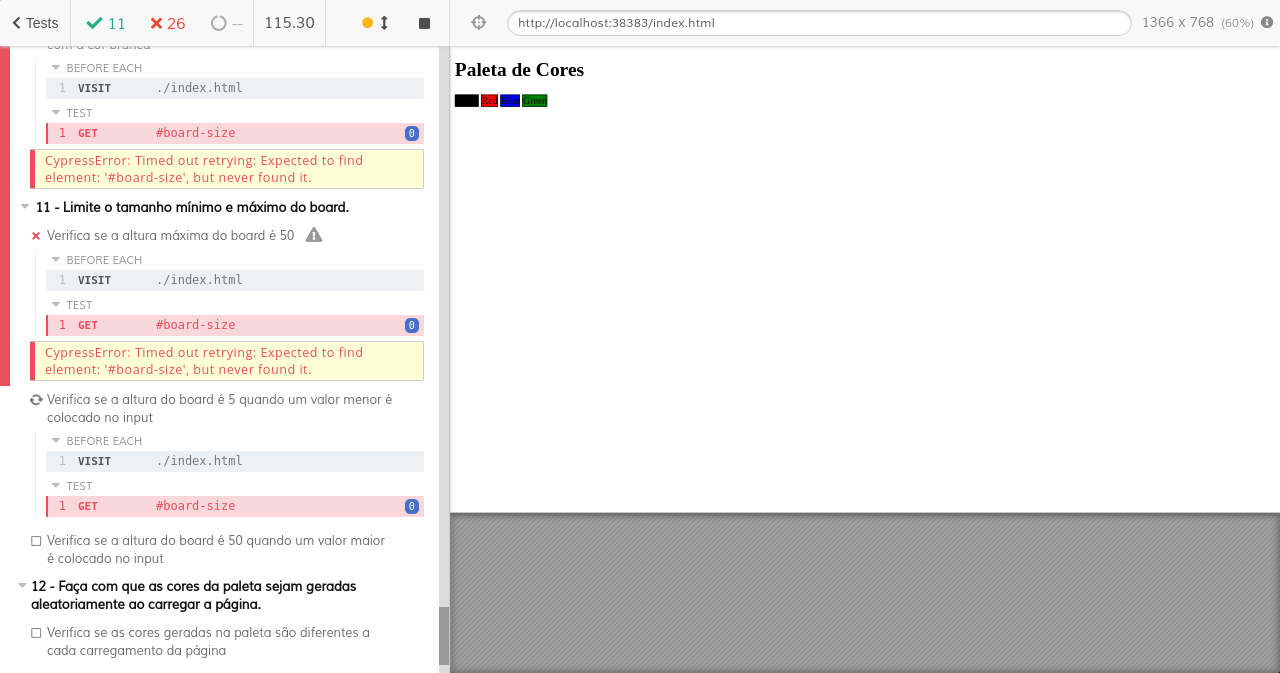 Tests 11 26 -- 115.30
http://localhost:38383/index.html 1366 x 768 (60%)
com a cor branca
BEFORE EACH
1 VISIT ./index.html
TEST
1 GET #board-size 0
CypressError: Timed out retrying: Expected to find
element: '#board-size', but never found it.
11 - Limite o tamanho mínimo e máximo do board.
Verifica se a altura máxima do board é 50
BEFORE EACH
1 VISIT ./index.html
TEST
1 GET #board-size 0
CypressError: Timed out retrying: Expected to find
element: '#board-size', but never found it.
Verifica se a altura do board é 5 quando um valor menor é
colocado no input
BEFORE EACH
1 VISIT ./index.html
TEST
1 GET #board-size 0
Verifica se a altura do board é 50 quando um valor maior
é colocado no input
12 - Faça com que as cores da paleta sejam geradas
aleatoriamente ao carregar a página.
Verifica se as cores geradas na paleta são diferentes a
cada carregamento da página
Paleta de Cores
Red Blue Green